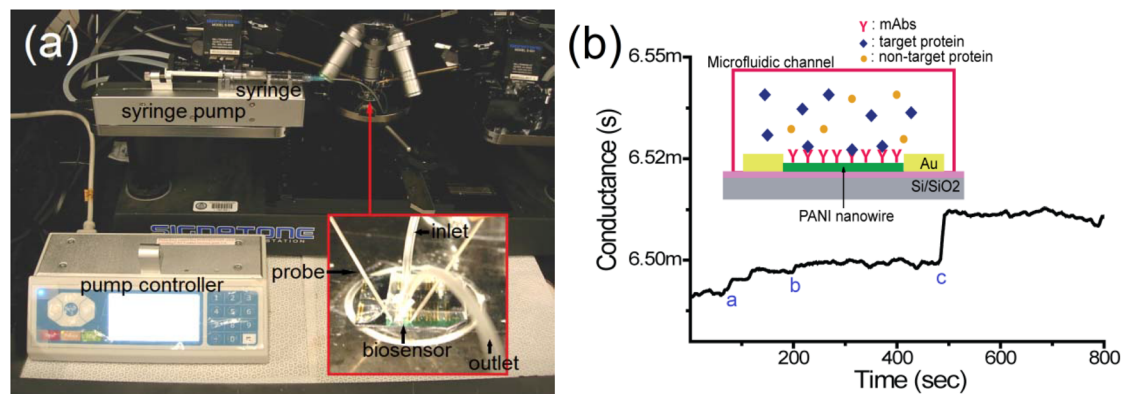 (a)
syringe
syringe pump
SIGNATONE
STATION
pump controller
inlet
probe
biosensor
outlet
(b)
Y : mAbs
: target protein
: non-target protein
Microfluidic channel
Au
Si/SiO2
PANI nanowire
Conductance (s)
6.55m
6.52m
6.50m
a
b
c
200
400
600
800
Time (sec)